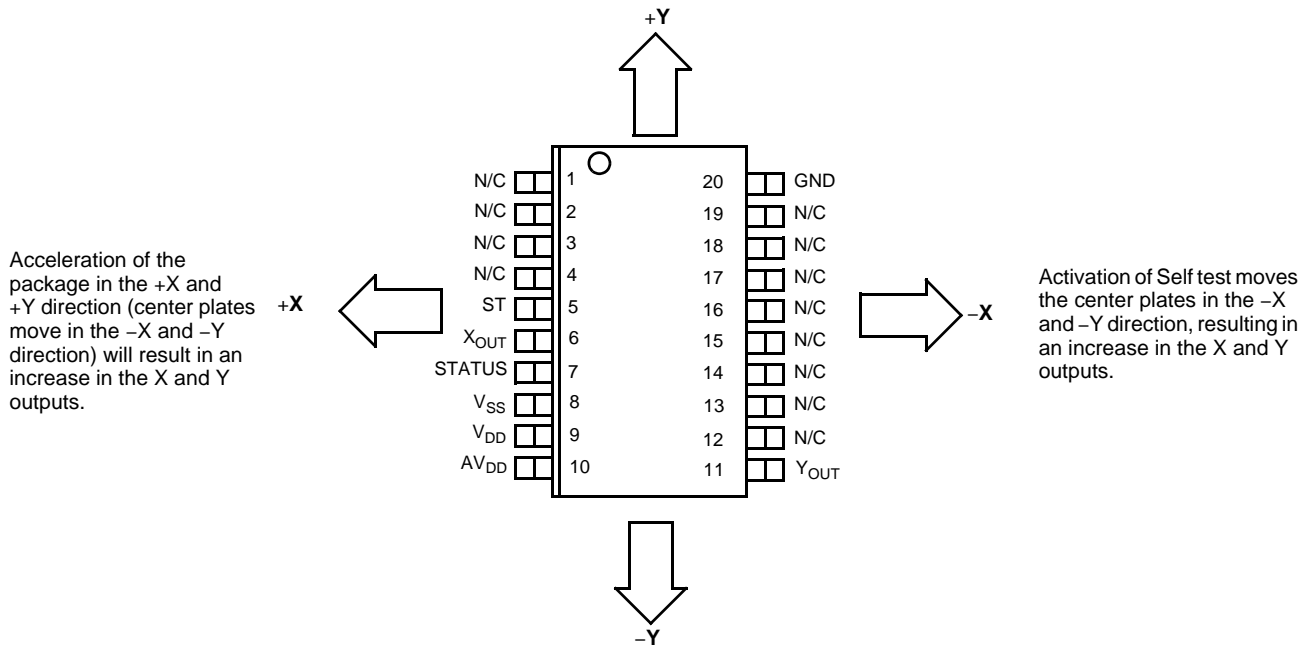 +Y
N/C 1 20 GND
N/C 2 19 N/C
N/C 3 18 N/C
N/C 4 17 N/C
ST 5 16 N/C
XOUT 6 15 N/C
STATUS 7 14 N/C
VSS 8 13 N/C
VDD 9 12 N/C
AVDD 10 11 YOUT
Acceleration of the
package in the +X and
+Y direction (center plates
move in the −X and −Y
direction) will result in an
increase in the X and Y
outputs.
+X
−X
Activation of Self test moves
the center plates in the −X
and −Y direction, resulting in
an increase in the X and Y
outputs.
−Y